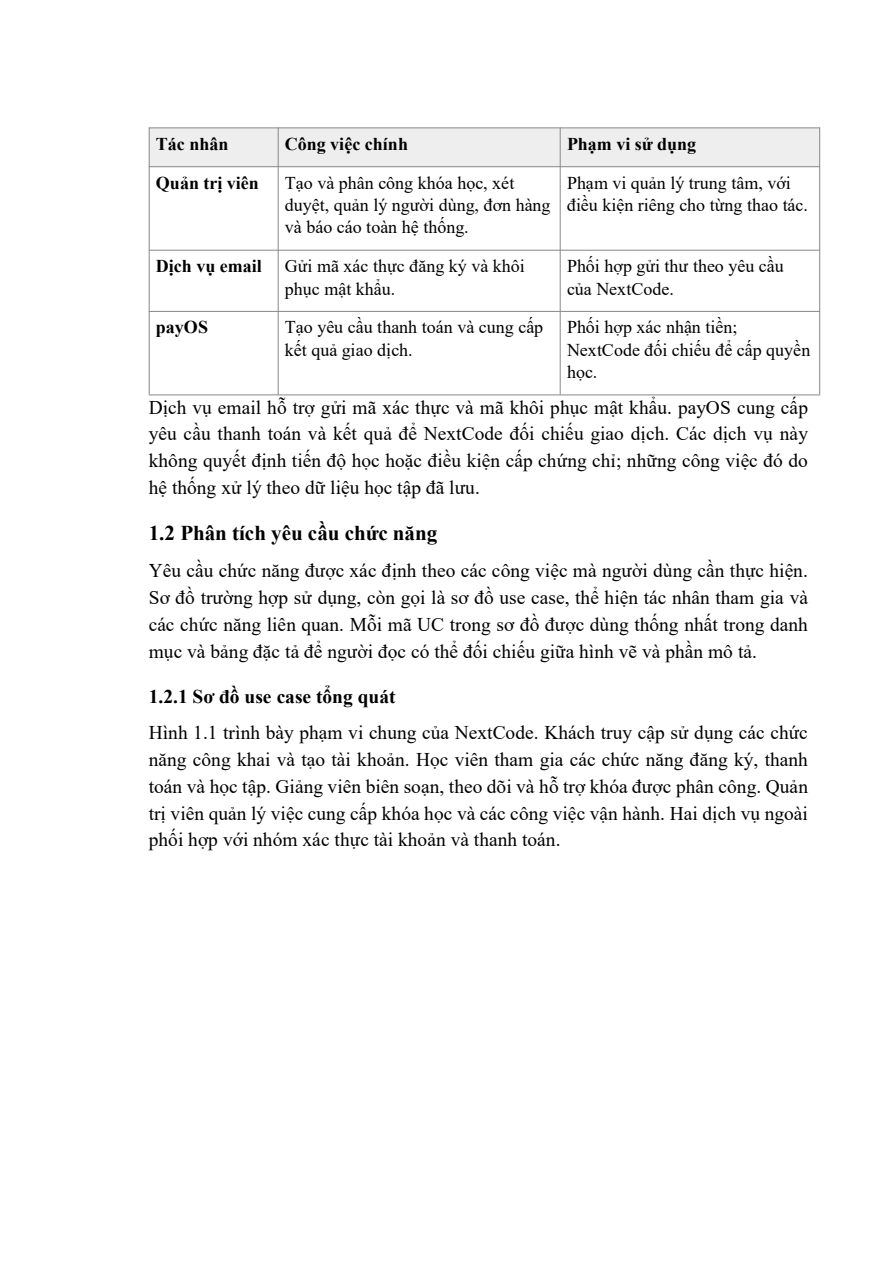 Tác nhân Công việc chính Phạm vi sử dụng
Quản trị viên Tạo và phân công khóa học, xét Phạm vi quản lý trung tâm, với
duyệt, quản lý người dùng, đơn hàng điều kiện riêng cho từng thao tác.
và báo cáo toàn hệ thống.
Dịch vụ email Gửi mã xác thực đăng ký và khôi Phối hợp gửi thư theo yêu cầu
phục mật khẩu. của NextCode.
payOS Tạo yêu cầu thanh toán và cung cấp Phối hợp xác nhận tiền;
kết quả giao dịch. NextCode đối chiếu để cấp quyền
học.
Dịch vụ email hỗ trợ gửi mã xác thực và mã khôi phục mật khẩu. payOS cung cấp
yêu cầu thanh toán và kết quả để NextCode đối chiếu giao dịch. Các dịch vụ này
không quyết định tiến độ học hoặc điều kiện cấp chứng chỉ; những công việc đó do
hệ thống xử lý theo dữ liệu học tập đã lưu.
1.2 Phân tích yêu cầu chức năng
Yêu cầu chức năng được xác định theo các công việc mà người dùng cần thực hiện.
Sơ đồ trường hợp sử dụng, còn gọi là sơ đồ use case, thể hiện tác nhân tham gia và
các chức năng liên quan. Mỗi mã UC trong sơ đồ được dùng thống nhất trong danh
mục và bảng đặc tả để người đọc có thể đối chiếu giữa hình vẽ và phần mô tả.
1.2.1 Sơ đồ use case tổng quát
Hình 1.1 trình bày phạm vi chung của NextCode. Khách truy cập sử dụng các chức
năng công khai và tạo tài khoản. Học viên tham gia các chức năng đăng ký, thanh
toán và học tập. Giảng viên biên soạn, theo dõi và hỗ trợ khóa được phân công. Quản
trị viên quản lý việc cung cấp khóa học và các công việc vận hành. Hai dịch vụ ngoài
phối hợp với nhóm xác thực tài khoản và thanh toán.